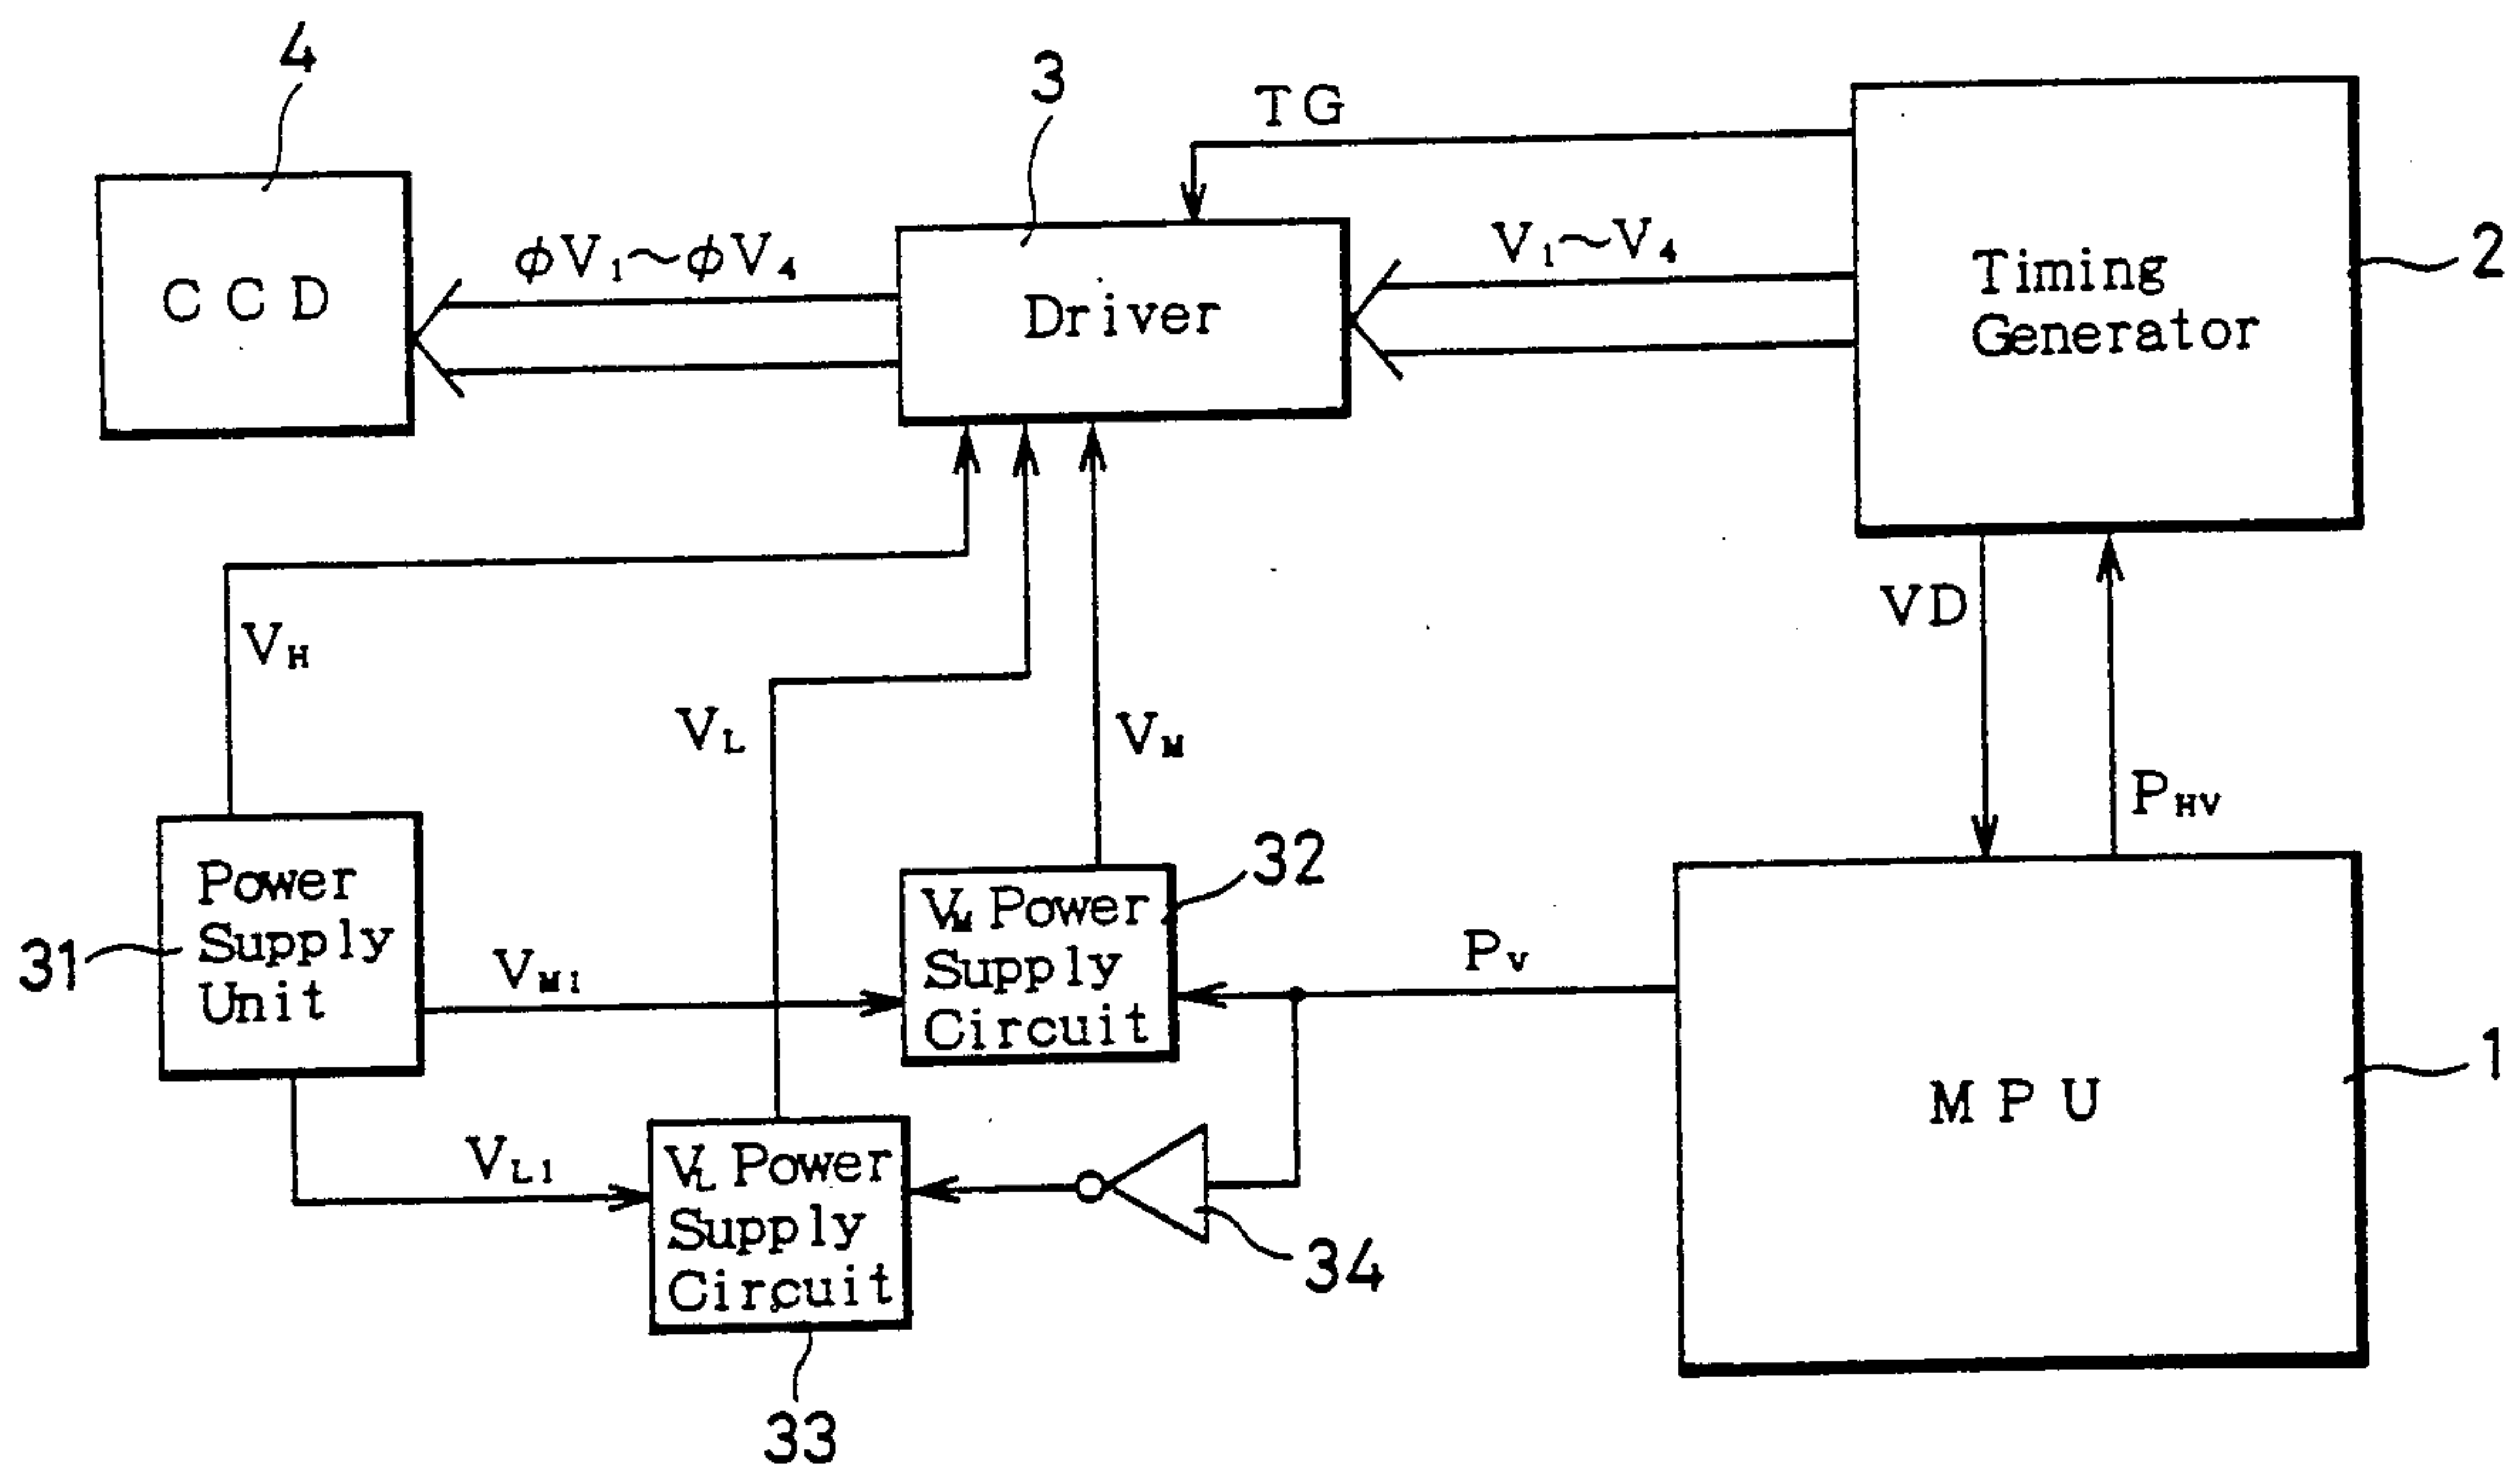 4
3
TG
CCD
φV₁~φV₄
Driver
V₁~V₄
Timing
Generator
2
VH
VL
VM
VD
PHV
31
Power
Supply
Unit
VM1
VM Power
Supply
Circuit
32
PV
MPU
1
VL1
VL Power
Supply
Circuit
34
33